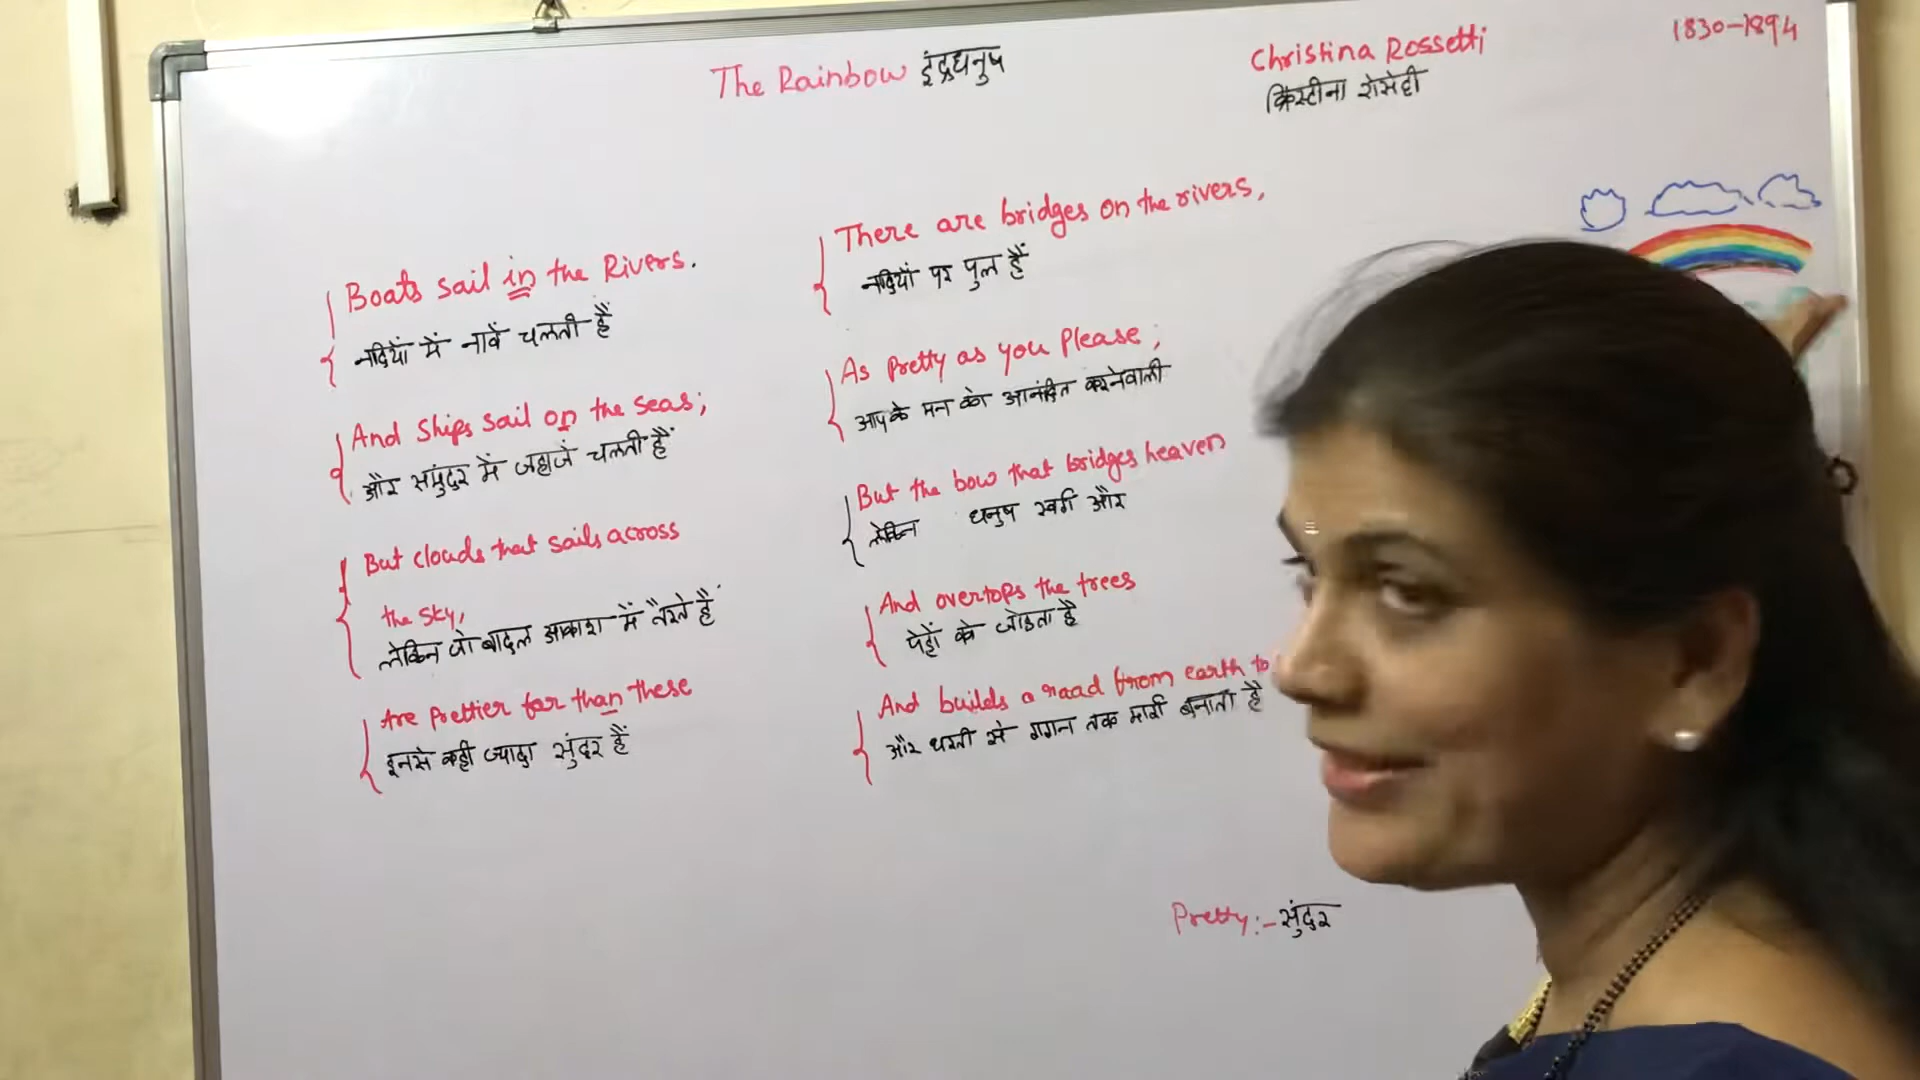 The Rainbow इंद्रधनुष
Christina Rossetti
क्रिस्टीना रोसेट्टी
1830-1894
Boats sail in the Rivers.
नदियों में नावें चलती हैं
And Ships sail on the seas;
और समुंदर में जहाजें चलती हैं
But clouds that sails across
the sky,
लेकिन जो बादल आकाश में तैरते हैं
Are prettier far than these
इनसे कही ज्यादा सुंदर हैं
There are bridges on the rivers,
नदियों पर पुल हैं
As Pretty as you Please;
आपके मन को आनंदित करनेवाली
But the bow that bridges heaven
लेकिन धनुष स्वर्ग और
And overtops the trees
पेड़ों को जोडता है
And builds a road from earth to
और धरती से गगन तक मार्ग बनाता है
Pretty:- सुंदर